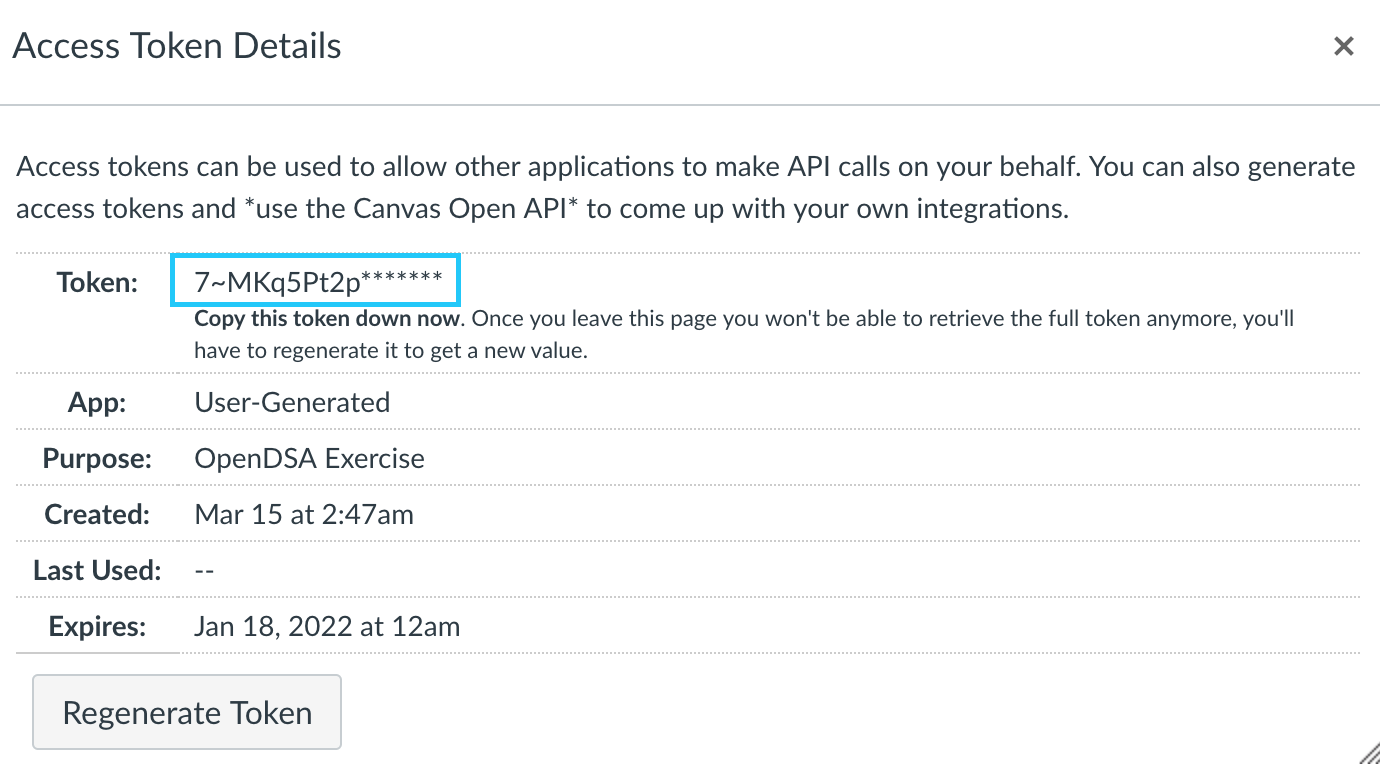 Access Token Details ×
Access tokens can be used to allow other applications to make API calls on your behalf. You can also generate
access tokens and *use the Canvas Open API* to come up with your own integrations.
Token: 7~MKq5Pt2p*******
Copy this token down now. Once you leave this page you won't be able to retrieve the full token anymore, you'll
have to regenerate it to get a new value.
App: User-Generated
Purpose: OpenDSA Exercise
Created: Mar 15 at 2:47am
Last Used: --
Expires: Jan 18, 2022 at 12am
Regenerate Token